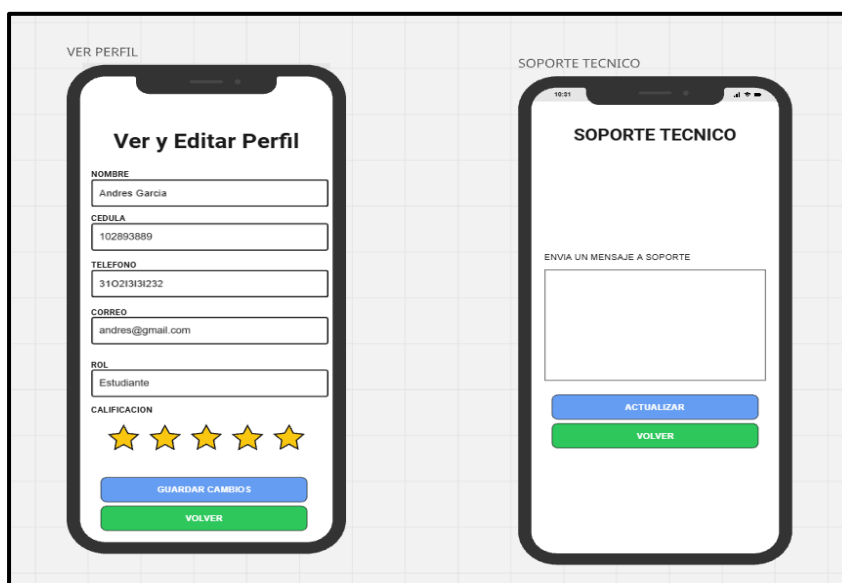 VER PERFIL
Ver y Editar Perfil
NOMBRE
Andres Garcia
CEDULA
102893889
TELEFONO
31O2I3I3I232
CORREO
andres@gmail.com
ROL
Estudiante
CALIFICACION
GUARDAR CAMBIOS
VOLVER
SOPORTE TECNICO
10:31
SOPORTE TECNICO
ENVIA UN MENSAJE A SOPORTE
ACTUALIZAR
VOLVER